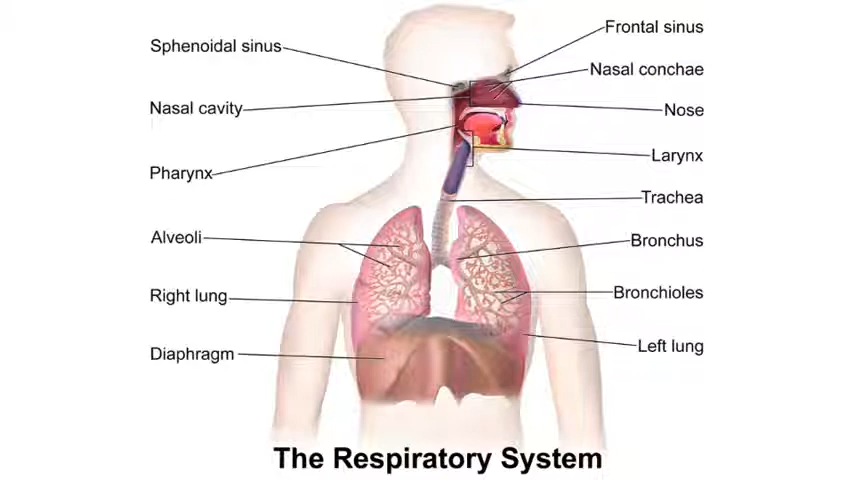 Sphenoidal sinus
Nasal cavity
Pharynx
Alveoli
Right lung
Diaphragm
Frontal sinus
Nasal conchae
Nose
Larynx
Trachea
Bronchus
Bronchioles
Left lung
The Respiratory System